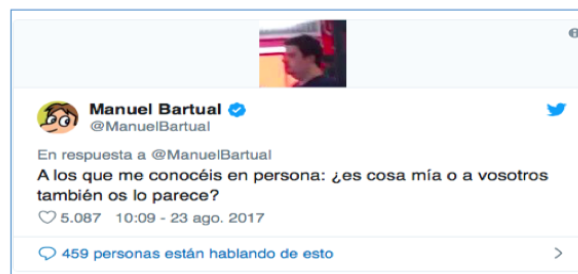 Manuel Bartual
@ManuelBartual
En respuesta a @ManuelBartual
A los que me conocéis en persona: ¿es cosa mía o a vosotros
también os lo parece?
5.087 10:09 - 23 ago. 2017
459 personas están hablando de esto